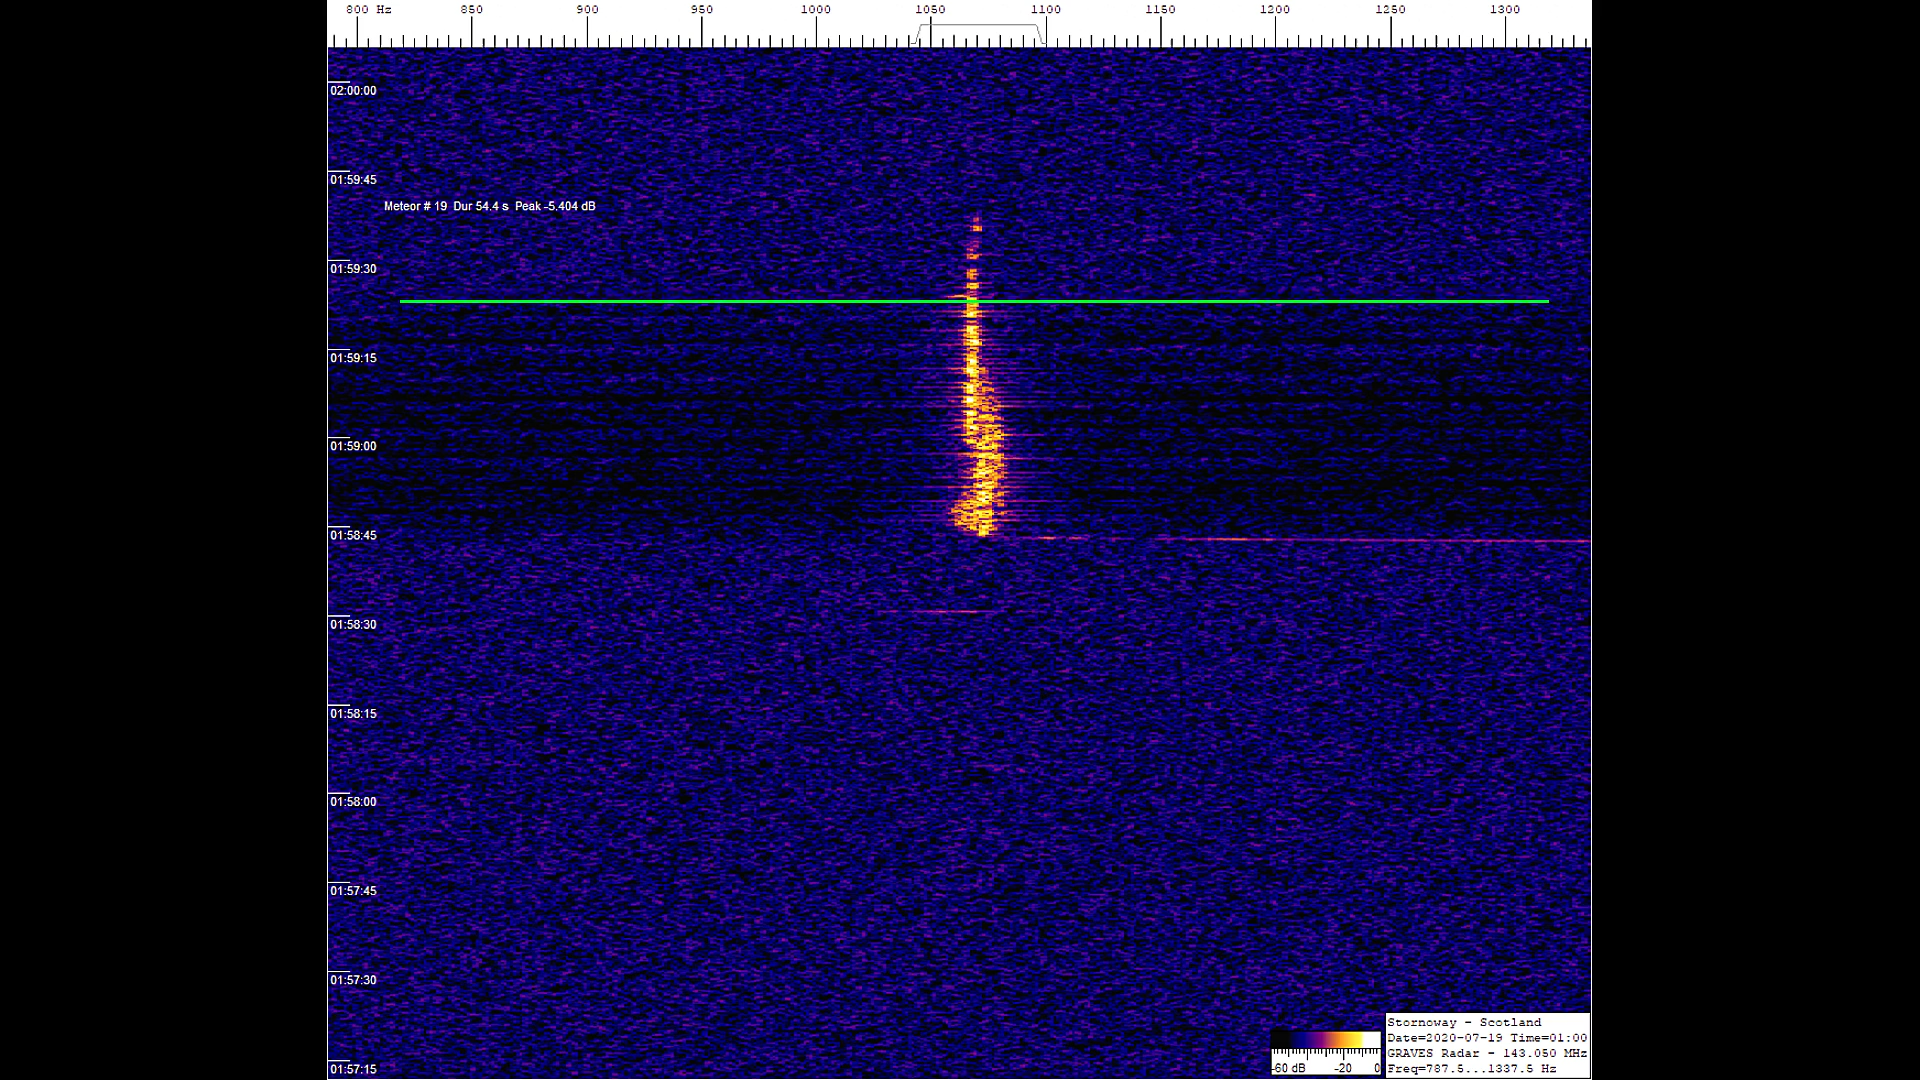 800 Hz 850 900 950 1000 1050 1100 1150 1200 1250 1300
02:00:00
01:59:45
Meteor # 19 Dur 54.4 s Peak -5.404 dB
01:59:30
01:59:15
01:59:00
01:58:45
01:58:30
01:58:15
01:58:00
01:57:45
01:57:30
01:57:15
-60 dB -20 0
Stornoway - Scotland
Date=2020-07-19 Time=01:00
GRAVES Radar - 143.050 MHz
Freq=787.5...1337.5 Hz